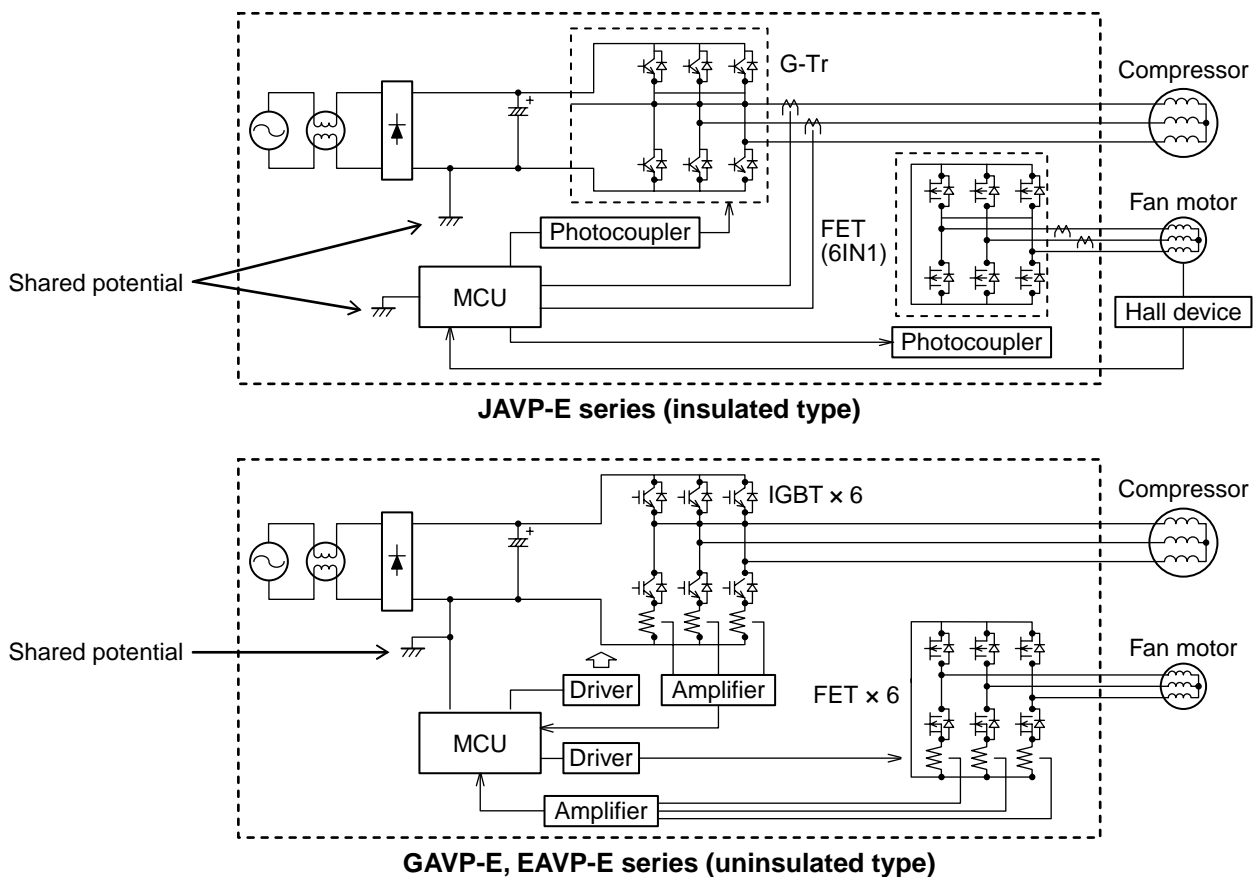 G-Tr
Compressor
Fan motor
FET
(6IN1)
Photocoupler
Shared potential
MCU
Hall device
Photocoupler
+
JAVP-E series (insulated type)
IGBT × 6
Compressor
+
Shared potential
Fan motor
Driver
Amplifier
FET × 6
MCU
Driver
Amplifier
GAVP-E, EAVP-E series (uninsulated type)